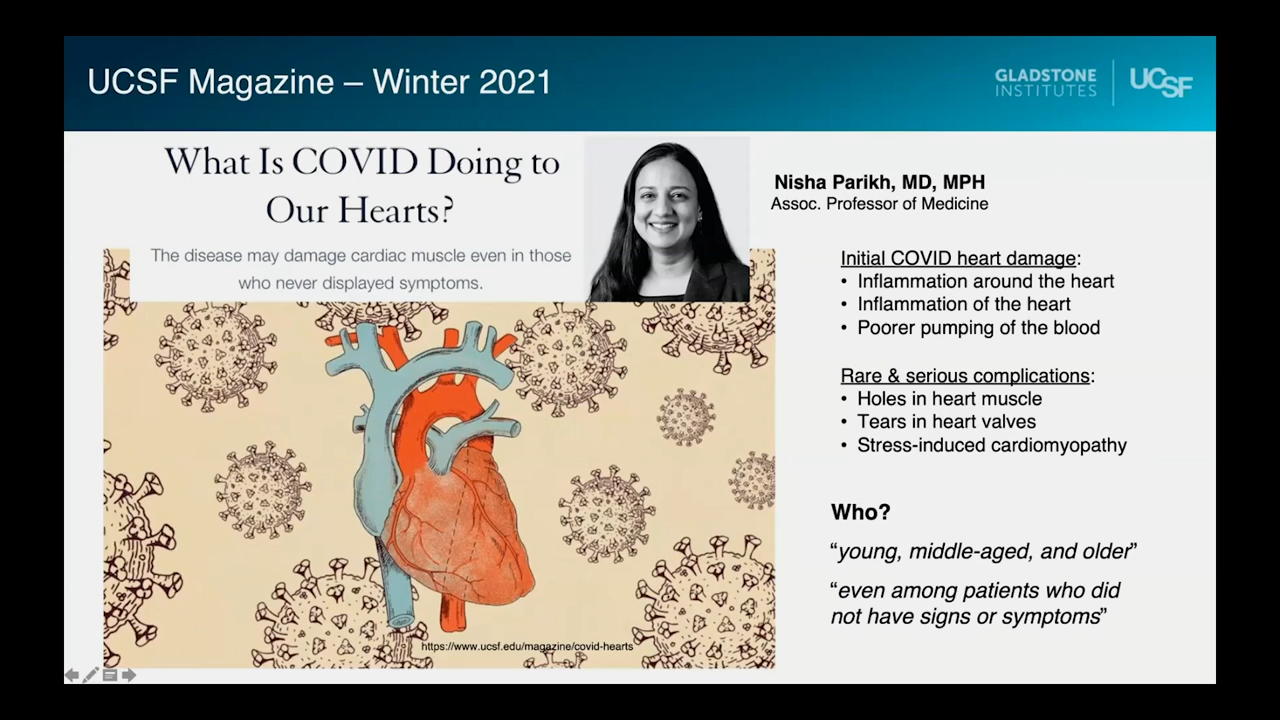 UCSF Magazine – Winter 2021
GLADSTONE
INSTITUTES
UCSF
What Is COVID Doing to
Our Hearts?
The disease may damage cardiac muscle even in those
who never displayed symptoms.
Nisha Parikh, MD, MPH
Assoc. Professor of Medicine
Initial COVID heart damage:
• Inflammation around the heart
• Inflammation of the heart
• Poorer pumping of the blood
Rare & serious complications:
• Holes in heart muscle
• Tears in heart valves
• Stress-induced cardiomyopathy
Who?
“young, middle-aged, and older”
“even among patients who did
not have signs or symptoms”
https://www.ucsf.edu/magazine/covid-hearts